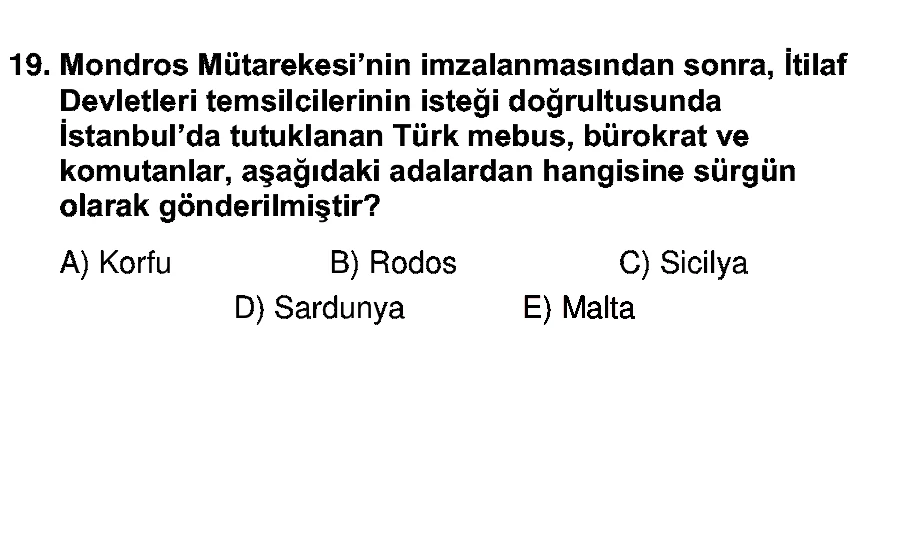 19. Mondros Mütarekesi’nin imzalanmasından sonra, İtilaf
Devletleri temsilcilerinin isteği doğrultusunda
İstanbul’da tutuklanan Türk mebus, bürokrat ve
komutanlar, aşağıdaki adalardan hangisine sürgün
olarak gönderilmiştir?
A) Korfu B) Rodos C) Sicilya
D) Sardunya E) Malta